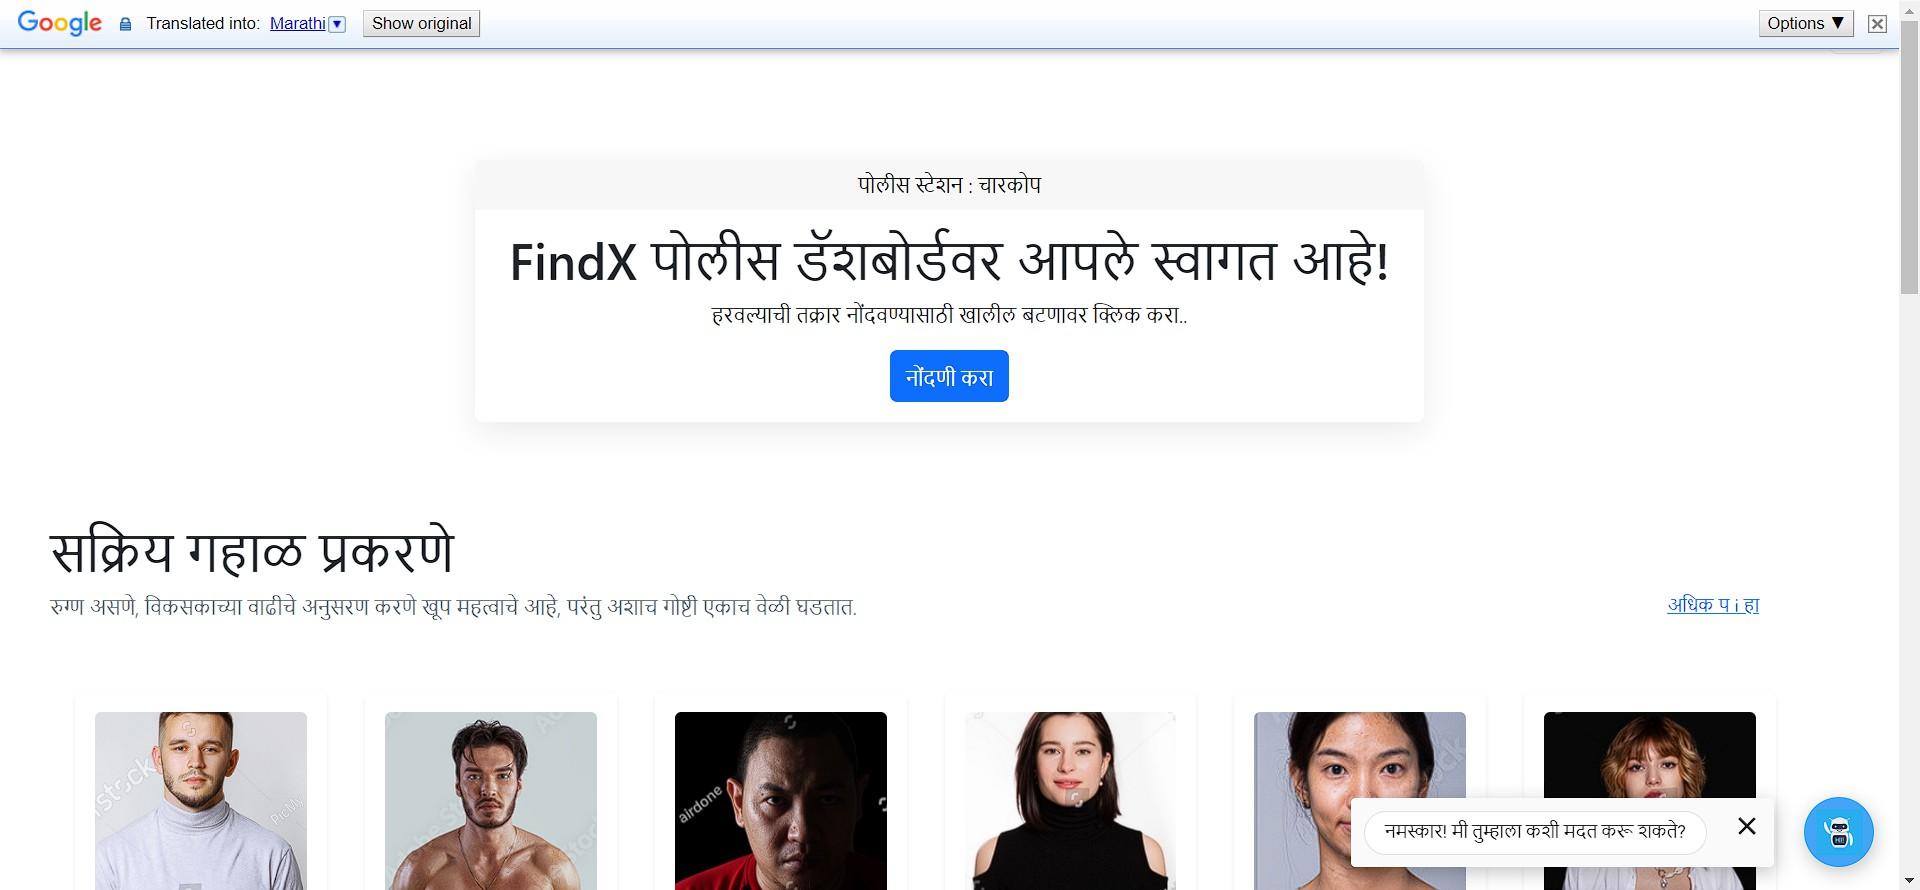 Google Translated into: Marathi ▼ Show original Options ▼
पोलीस स्टेशन : चारकोप
FindX पोलीस डॅशबोर्डवर आपले स्वागत आहे!
हरवल्याची तक्रार नोंदवण्यासाठी खालील बटणावर क्लिक करा..
नोंदणी करा
सक्रिय गहाळ प्रकरणे
रुग्ण असणे, विकसकाच्या वाढीचे अनुसरण करणे खूप महत्वाचे आहे, परंतु अशाच गोष्टी एकाच वेळी घडतात.
अधिक प i हा
airdone
नमस्कार! मी तुम्हाला कशी मदत करू शकते?